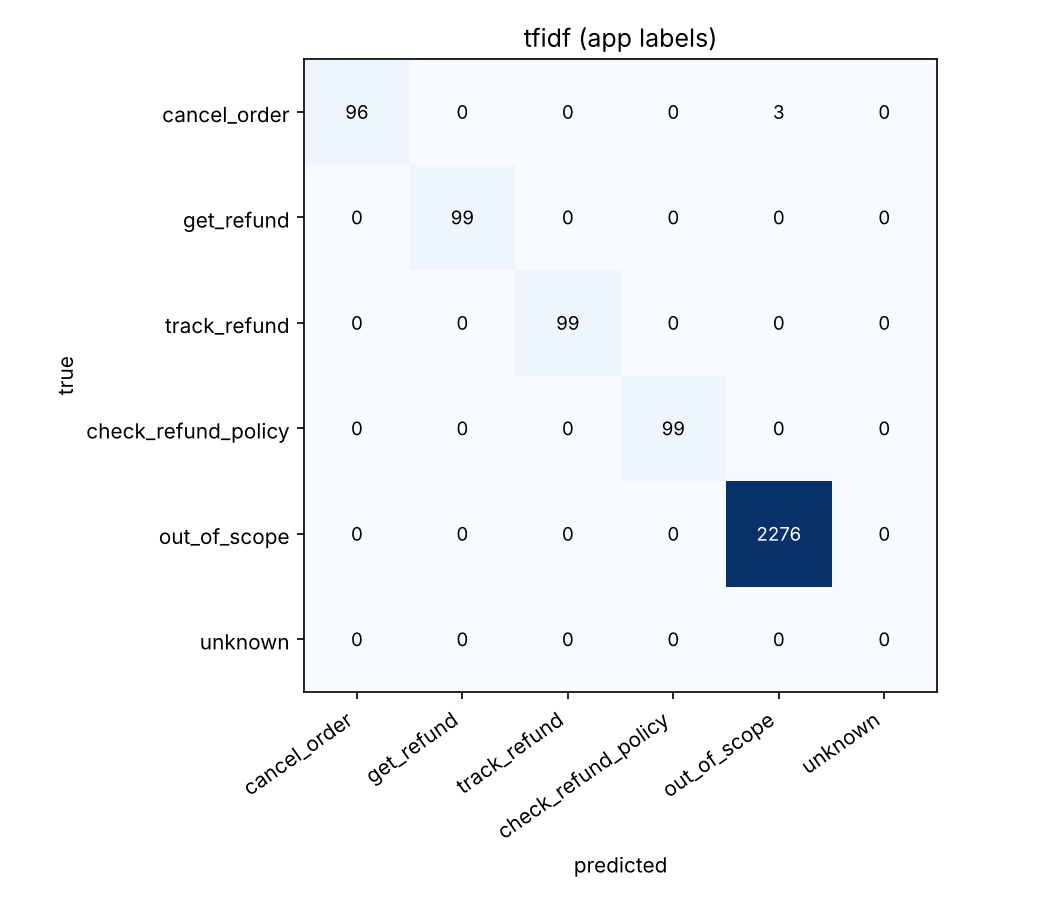 tfidf (app labels)
cancel_order 96 0 0 0 3 0
get_refund 0 99 0 0 0 0
track_refund 0 0 99 0 0 0
check_refund_policy 0 0 0 99 0 0
out_of_scope 0 0 0 0 2276 0
unknown 0 0 0 0 0 0
true
cancel_order get_refund track_refund check_refund_policy out_of_scope unknown
predicted